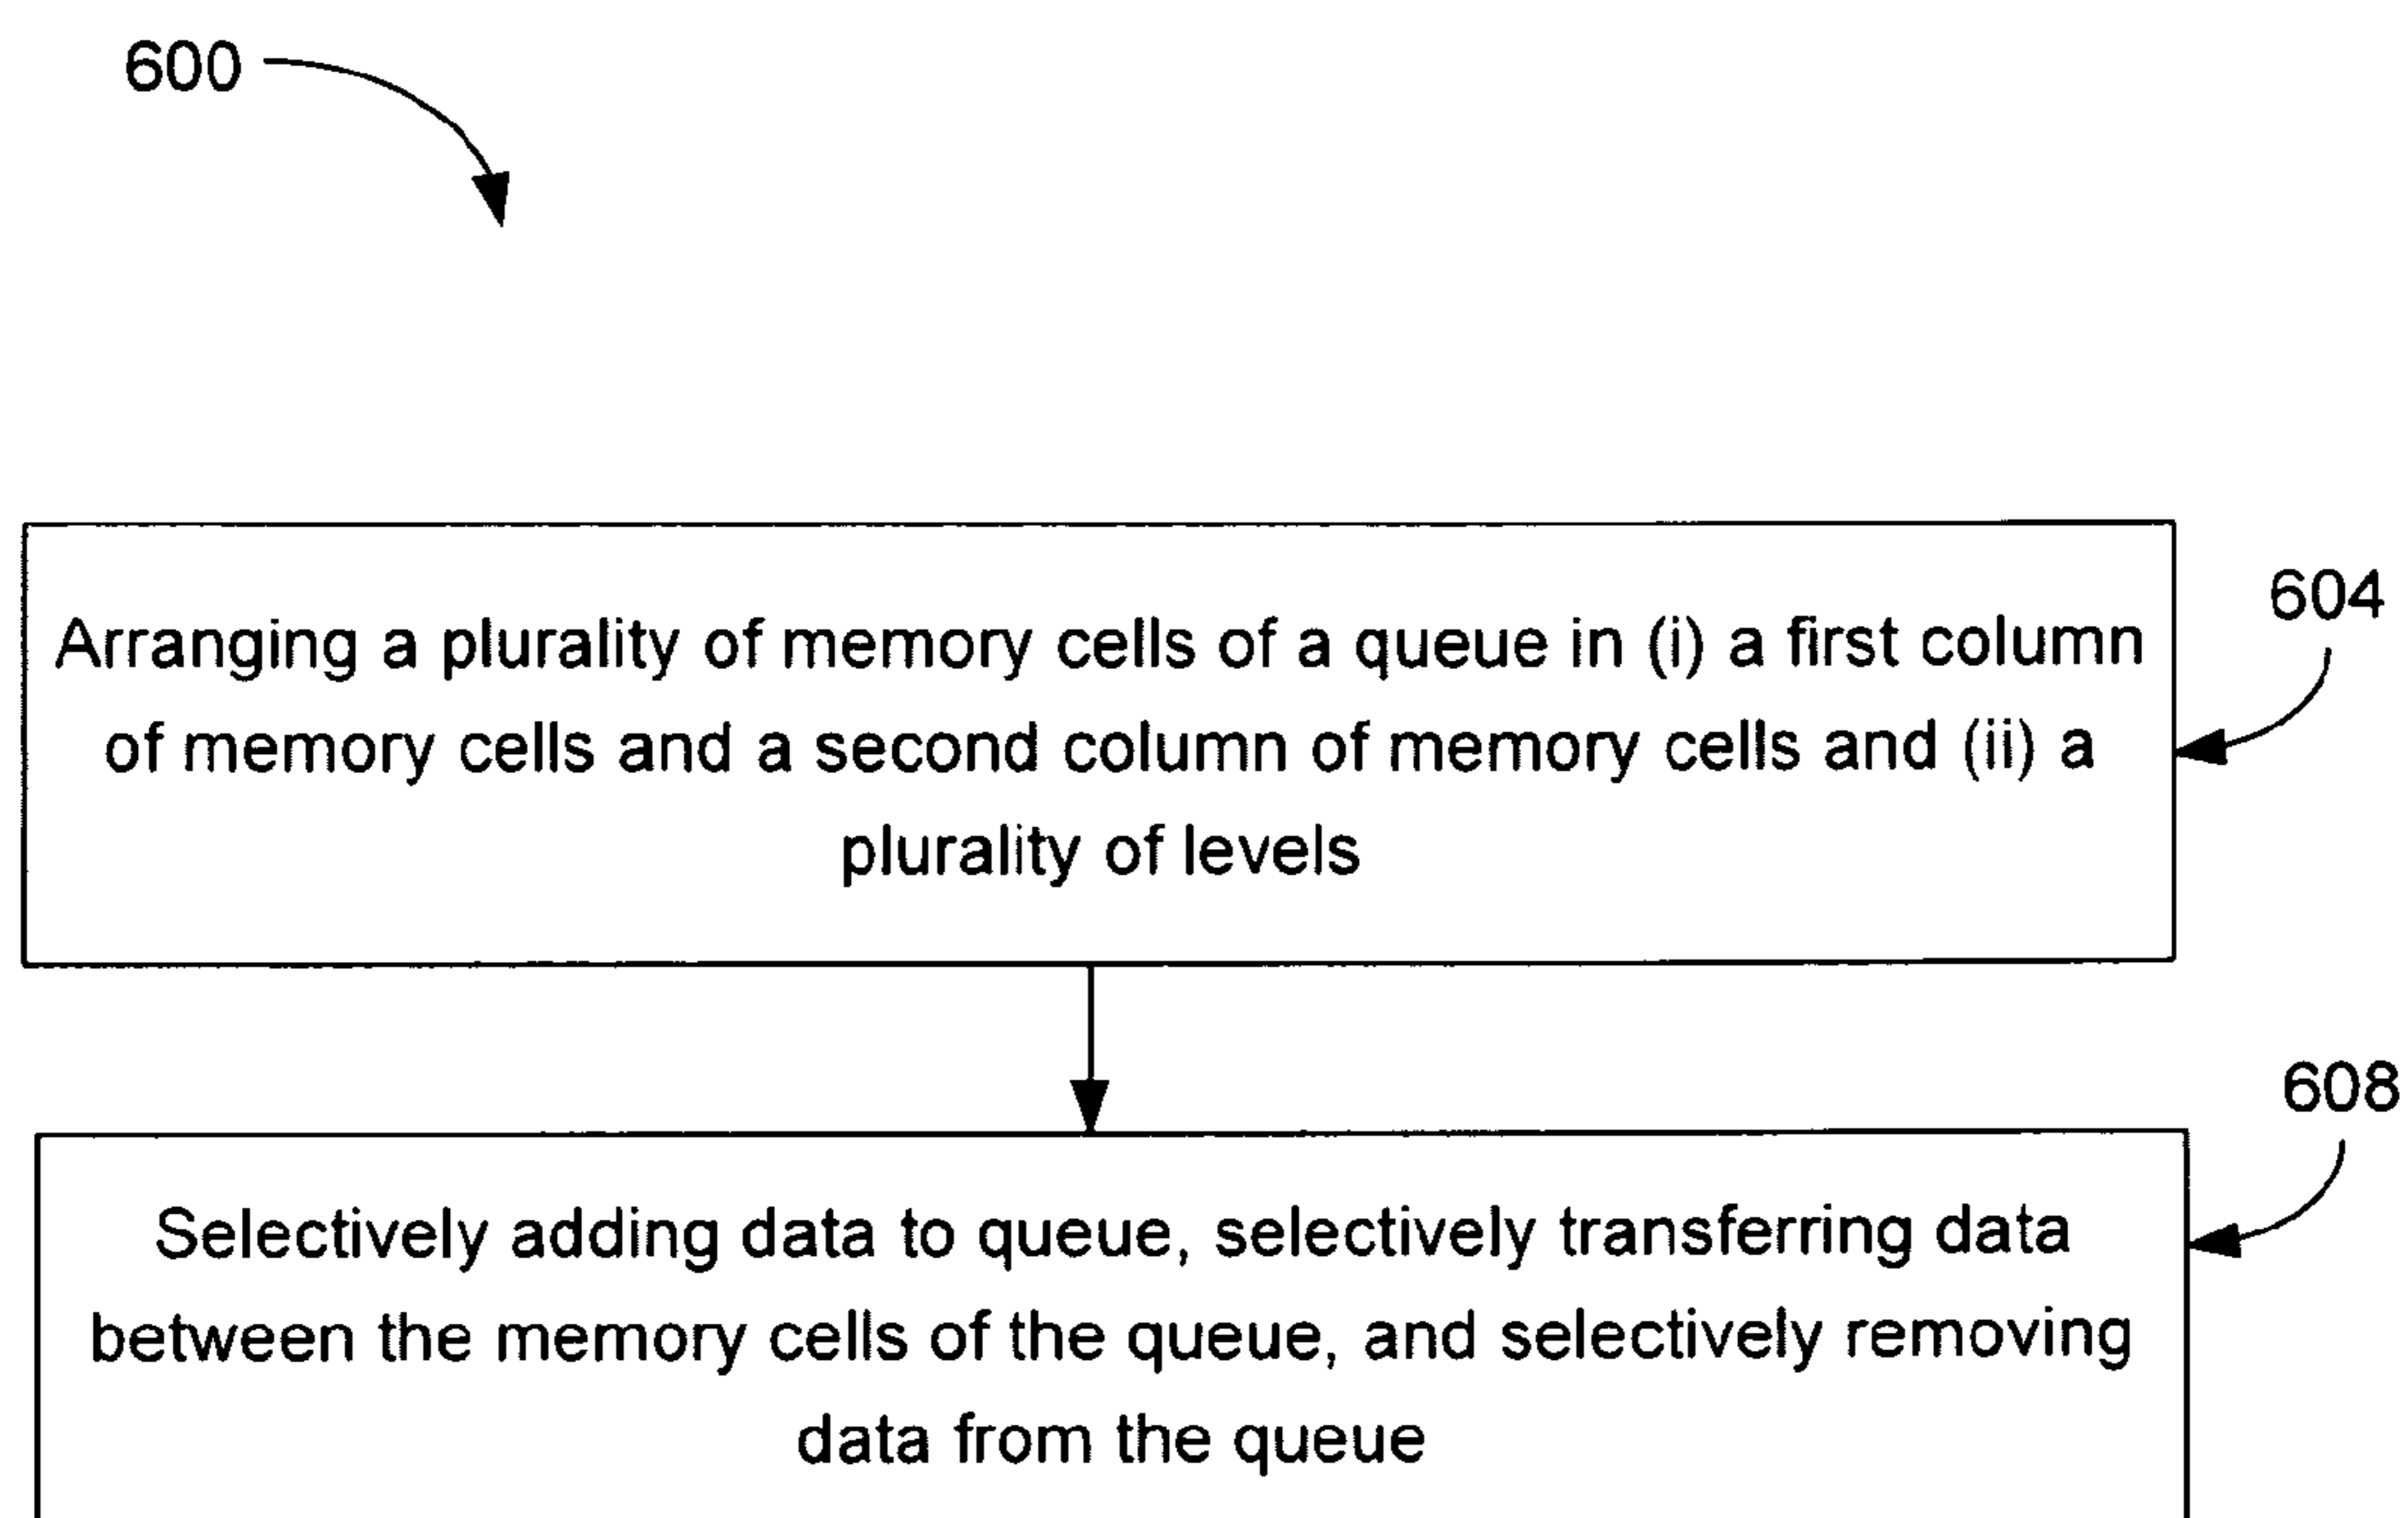 600
604
Arranging a plurality of memory cells of a queue in (i) a first column
of memory cells and a second column of memory cells and (ii) a
plurality of levels
608
Selectively adding data to queue, selectively transferring data
between the memory cells of the queue, and selectively removing
data from the queue